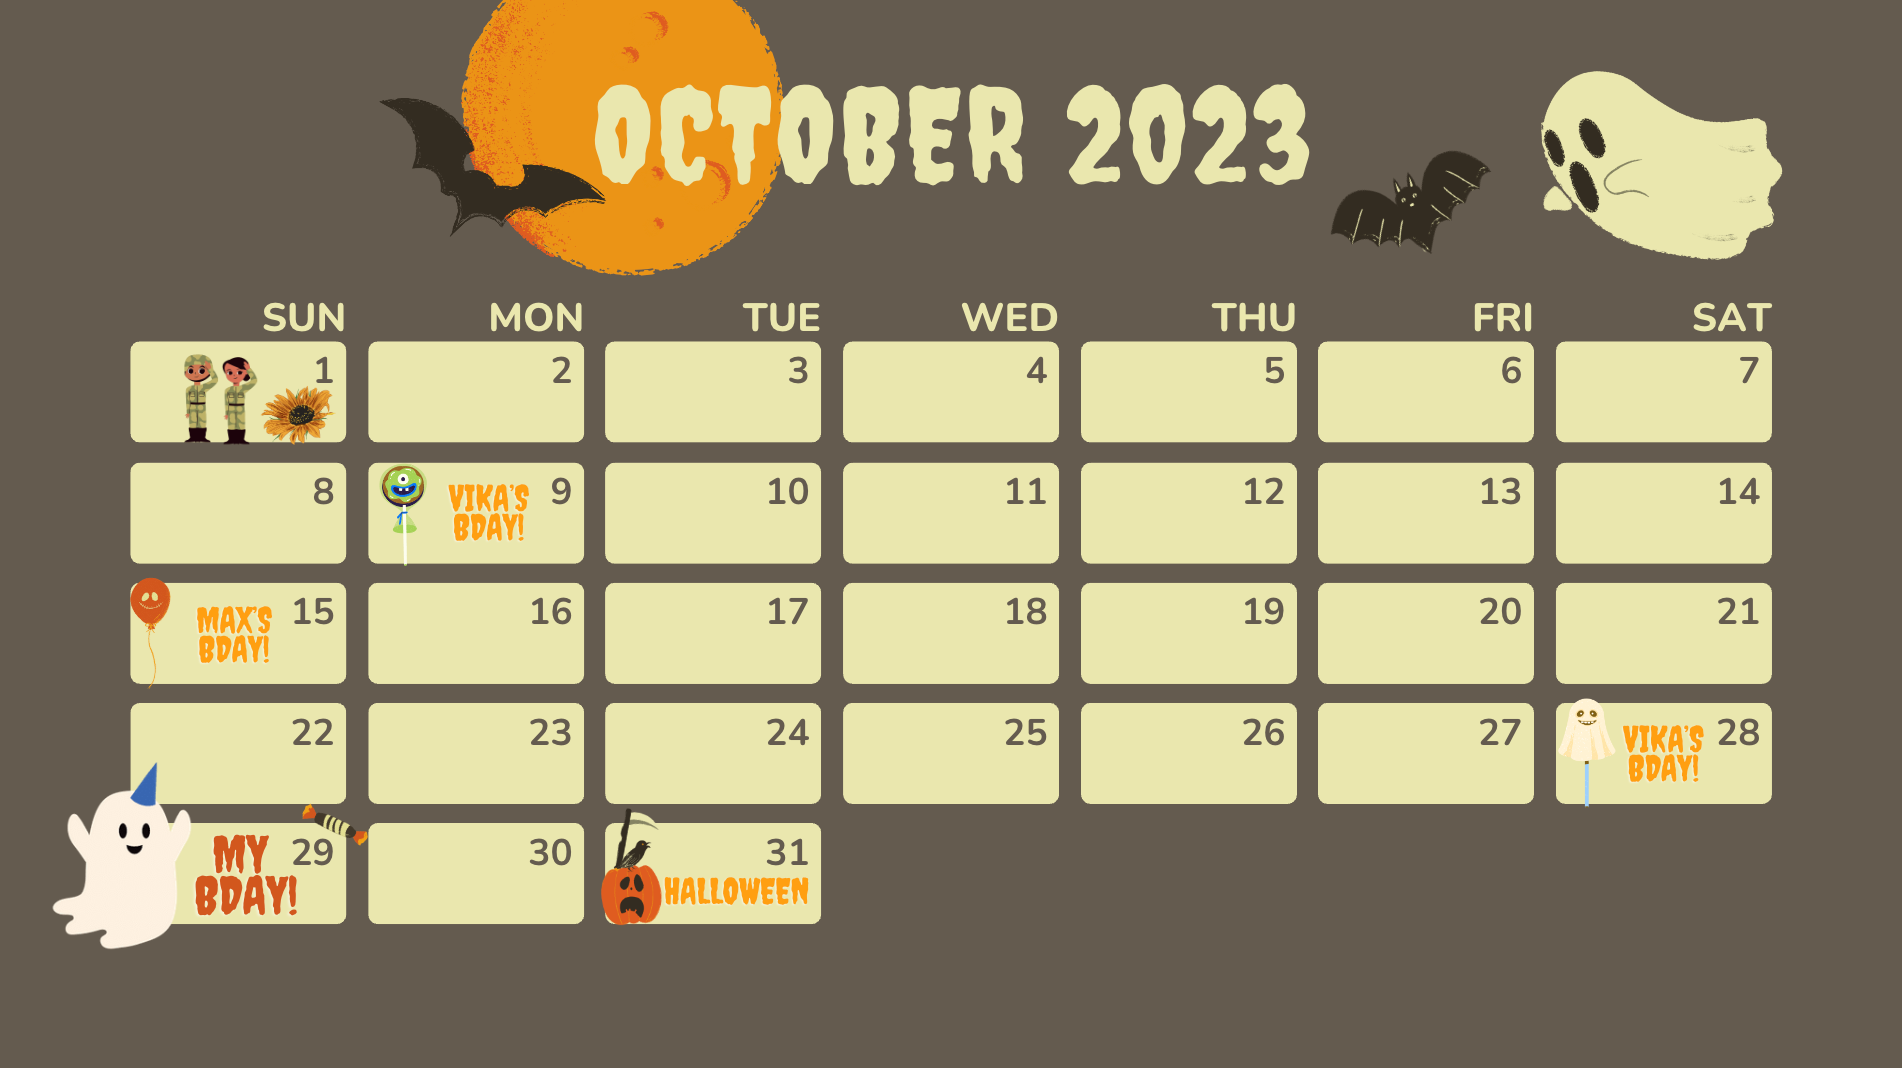 OCTOBER 2023
SUN MON TUE WED THU FRI SAT
1 2 3 4 5 6 7
8 9 10 11 12 13 14
VIKA'S
BDAY!
15 16 17 18 19 20 21
MAX'S
BDAY!
22 23 24 25 26 27 28
VIKA'S
BDAY!
29 30 31
MY
BDAY!
HALLOWEEN